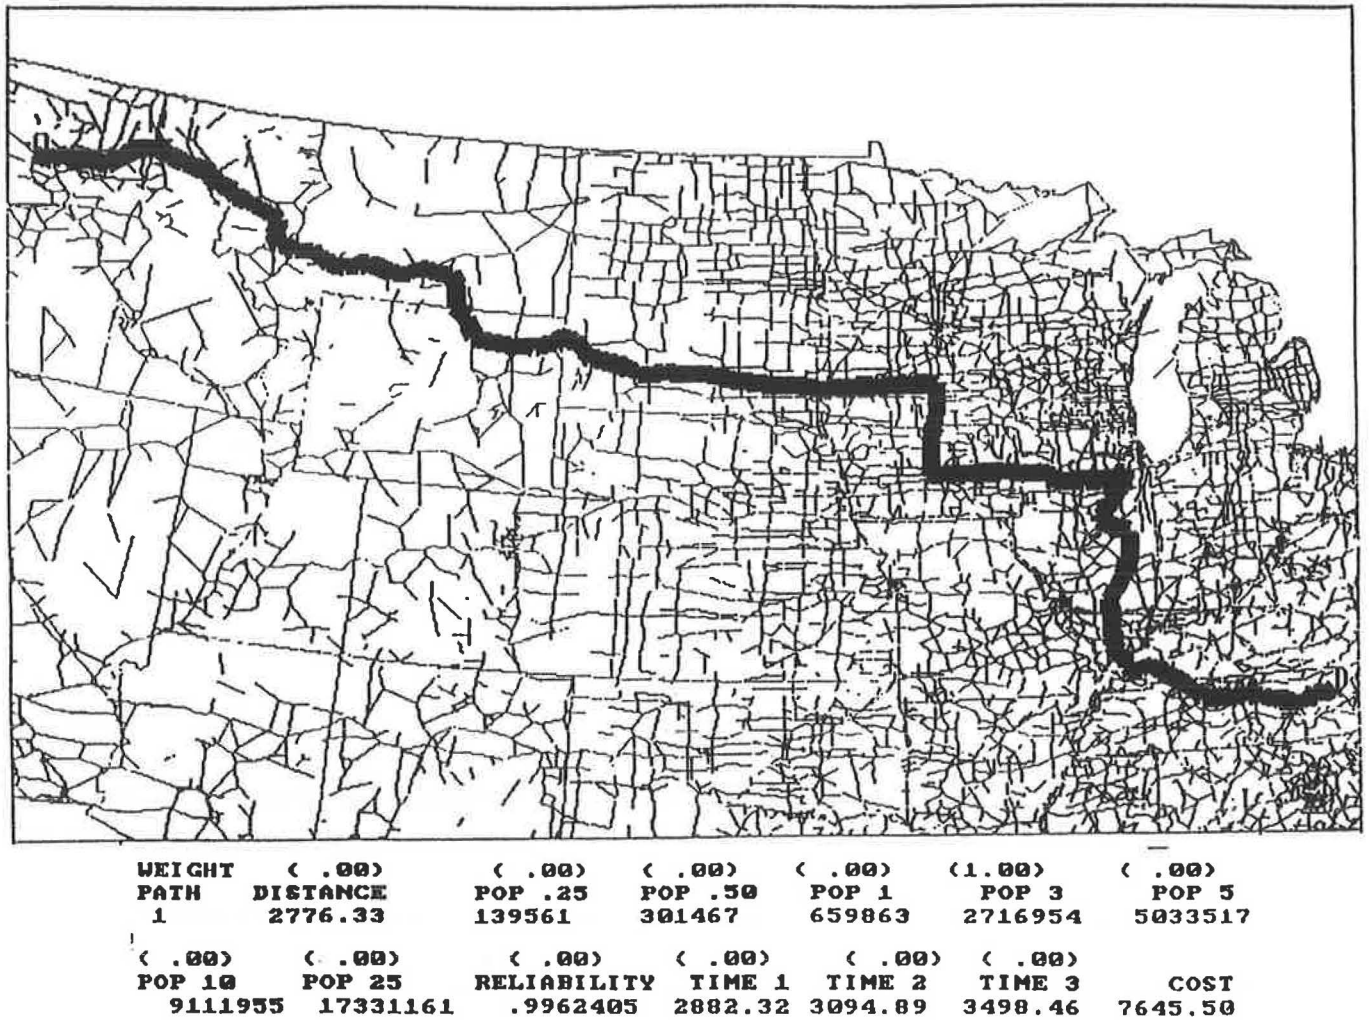 WEIGHT ( .00) ( .00) ( .00) ( .00) (1.00) ( .00)
PATH DISTANCE POP .25 POP .50 POP 1 POP 3 POP 5
1 2776.33 139561 301467 659863 2716954 5033517
( .00) ( .00) ( .00) ( .00) ( .00) ( .00)
POP 10 POP 25 RELIABILITY TIME 1 TIME 2 TIME 3 COST
9111955 17331161 .9962405 2882.32 3094.89 3498.46 7645.50